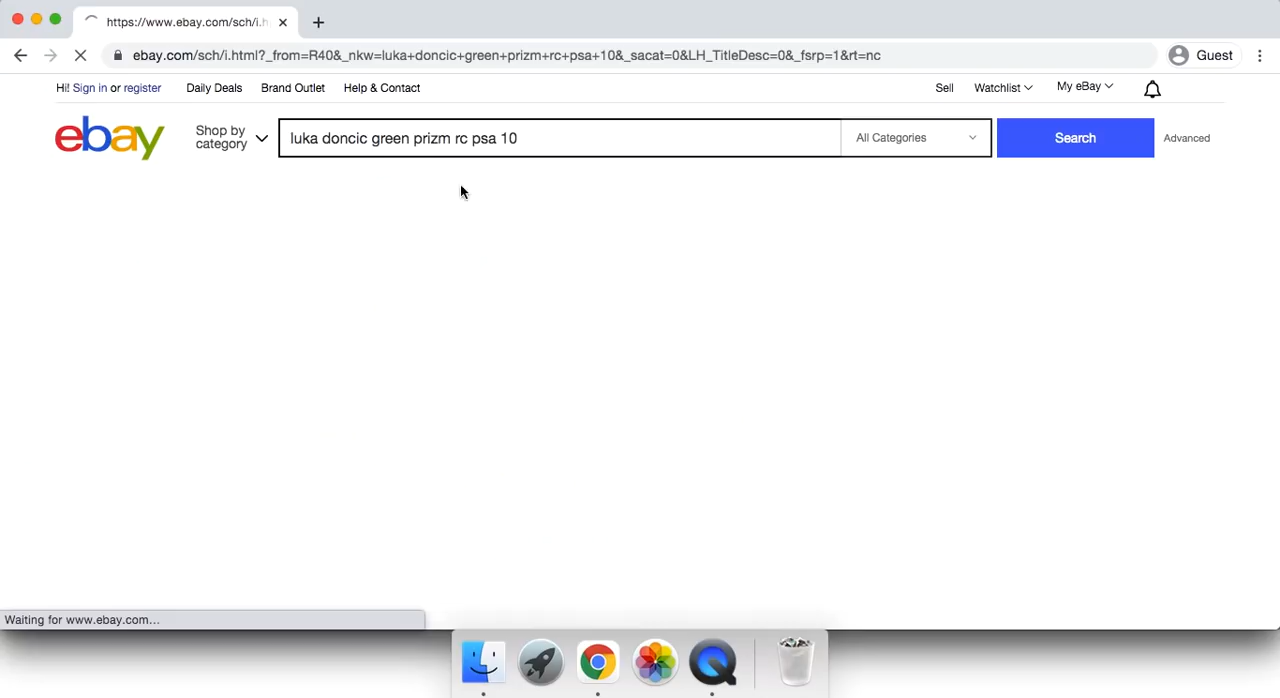 https://www.ebay.com/sch/i.h
ebay.com/sch/i.html?_from=R40&_nkw=luka+doncic+green+prizm+rc+psa+10&_sacat=0&LH_TitleDesc=0&_fsrp=1&rt=nc
Guest
Hi! Sign in or register
Daily Deals
Brand Outlet
Help & Contact
Sell
Watchlist
My eBay
ebay
Shop by
category
luka doncic green prizm rc psa 10
All Categories
Search
Advanced
Waiting for www.ebay.com...